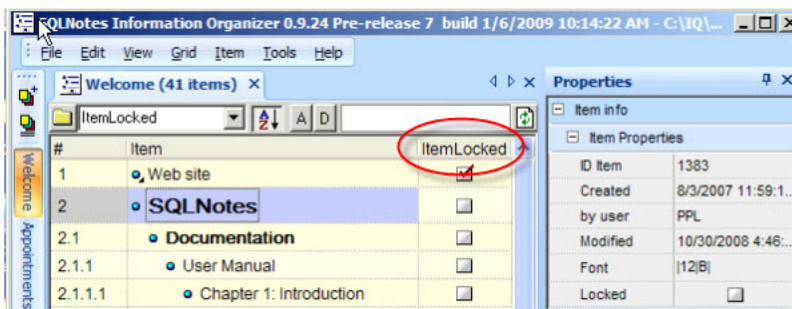 SQLNotes Information Organizer 0.9.24 Pre-release 7 build 1/6/2009 10:14:22 AM - C:\IQ\...
File Edit View Grid Item Tools Help
Welcome (41 items)
Properties
ItemLocked
A D
Item info
# Item ItemLocked
Item Properties
1 Web site
ID Item 1383
2 SQLNotes
Created 8/3/2007 11:59:1...
by user PPL
2.1 Documentation
Modified 10/30/2008 4:46:...
2.1.1 User Manual
Font |12|B|
2.1.1.1 Chapter 1: Introduction
Locked
Welcome
Appointments